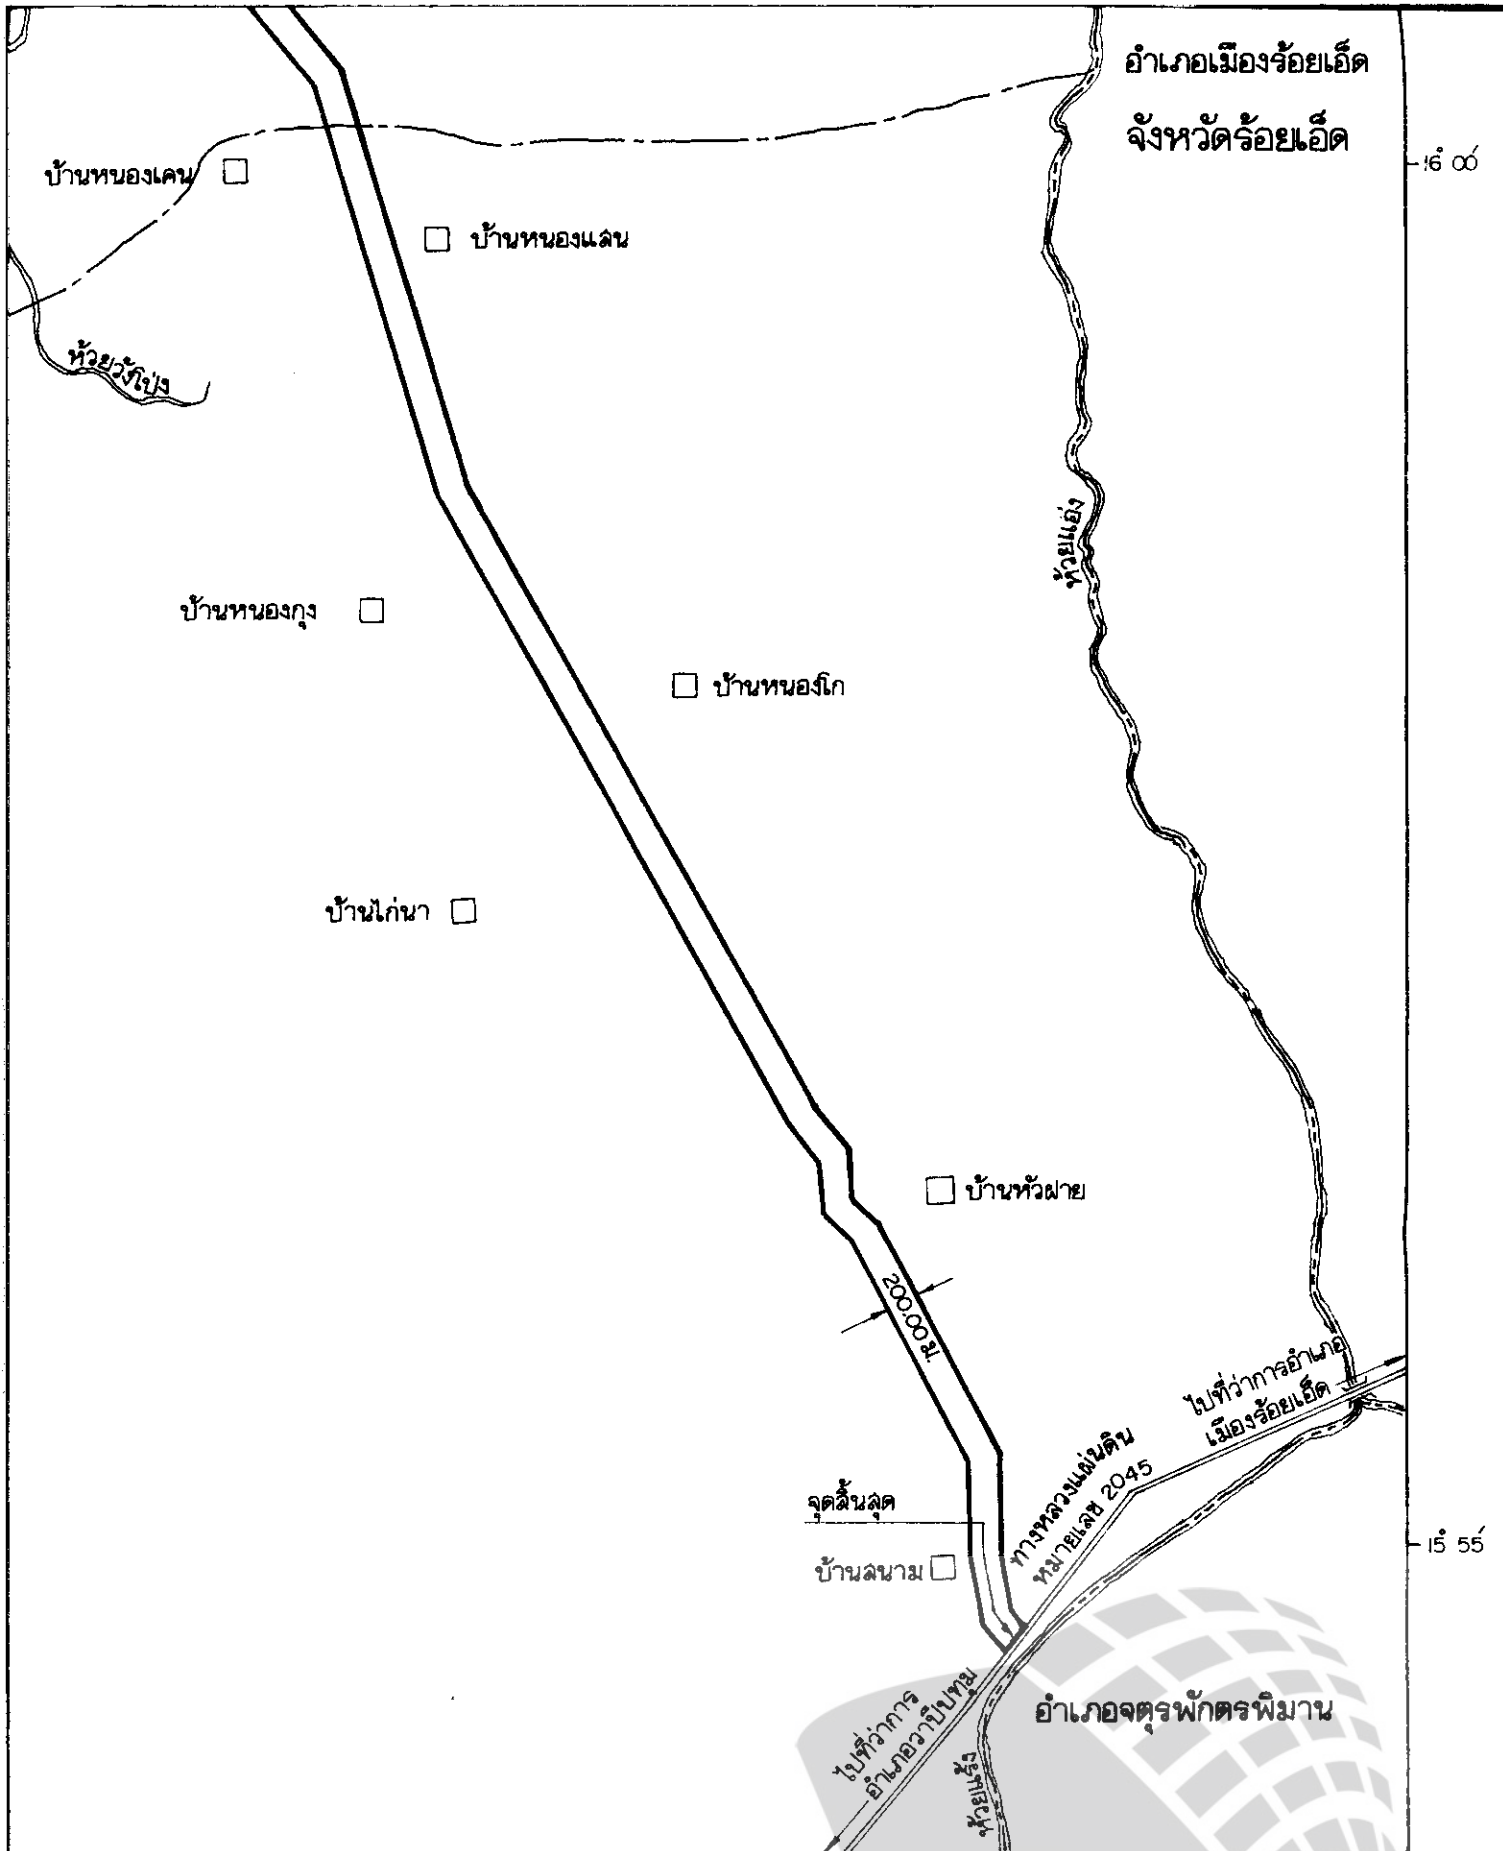 อำเภอเมืองร้อยเอ็ด
จังหวัดร้อยเอ็ด
16° 00′
บ้านหนองเคน
บ้านหนองแสน
ห้วยวังโป่ง
ห้วยแอ่ง
บ้านหนองกุง
บ้านหนองโก
บ้านไก่นา
บ้านหัวฝาย
200.00 ม.
ไปที่ว่าการอำเภอ
เมืองร้อยเอ็ด
ทางหลวงแผ่นดิน
หมายเลข 2045
จุดสิ้นสุด
15° 55′
บ้านสนาม
ไปที่ว่าการ
อำเภอวาปีปทุม
อำเภอจตุรพักตรพิมาน
ห้วยแร้ง